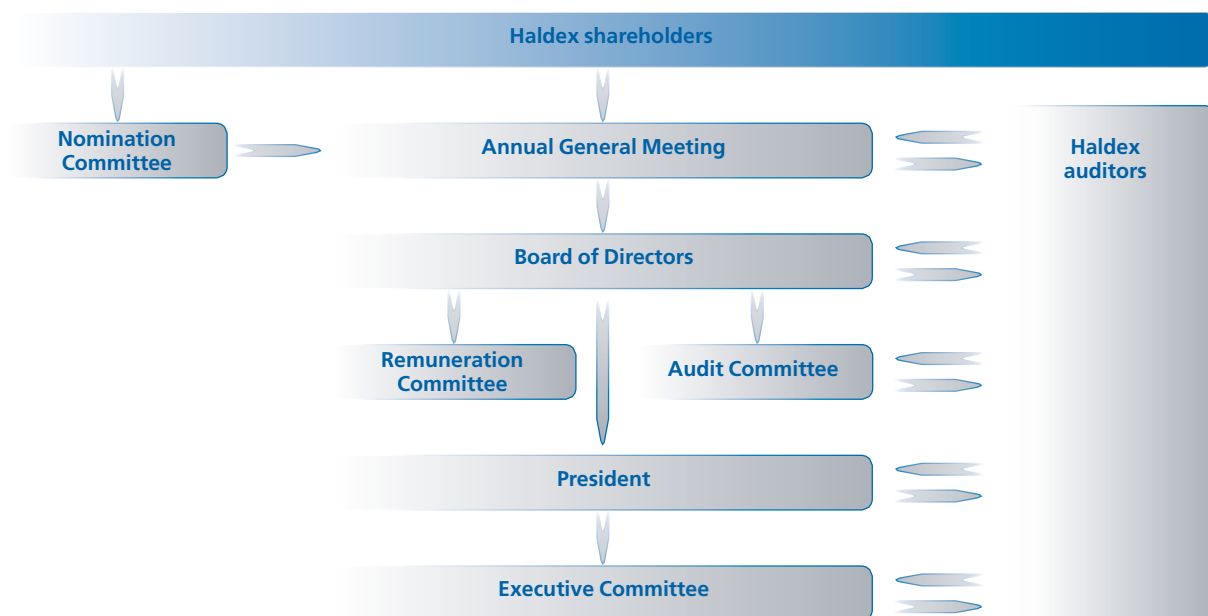 Haldex shareholders
Nomination
Committee
Annual General Meeting
Haldex
auditors
Board of Directors
Remuneration
Committee
Audit Committee
President
Executive Committee